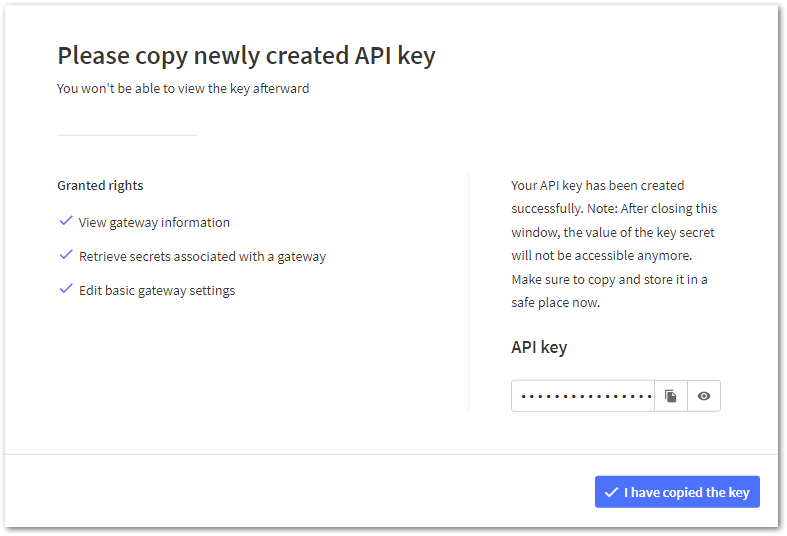 Please copy newly created API key
You won't be able to view the key afterward
Granted rights
View gateway information
Retrieve secrets associated with a gateway
Edit basic gateway settings
Your API key has been created
successfully. Note: After closing this
window, the value of the key secret
will not be accessible anymore.
Make sure to copy and store it in a
safe place now.
API key
••••••••••••••••
I have copied the key